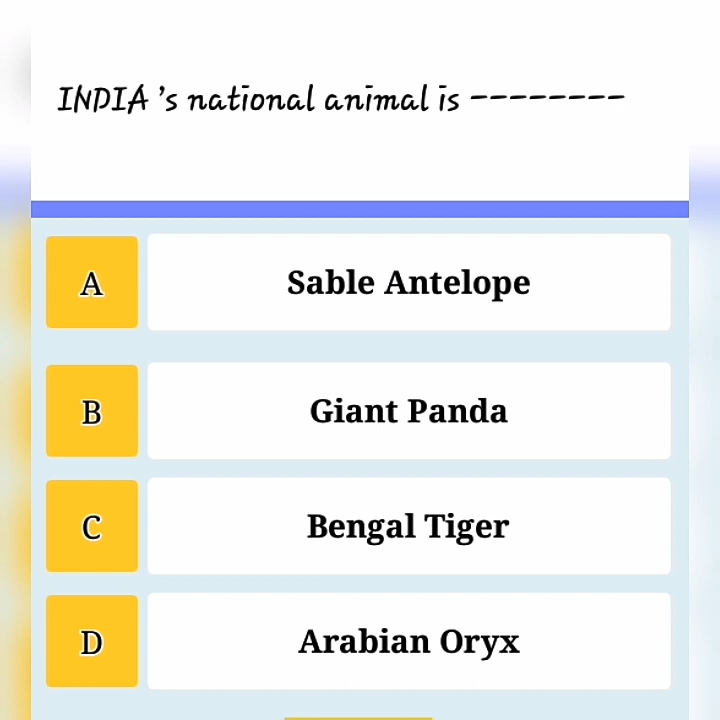 INDIA 's national animal is --------
A
Sable Antelope
B
Giant Panda
C
Bengal Tiger
D
Arabian Oryx